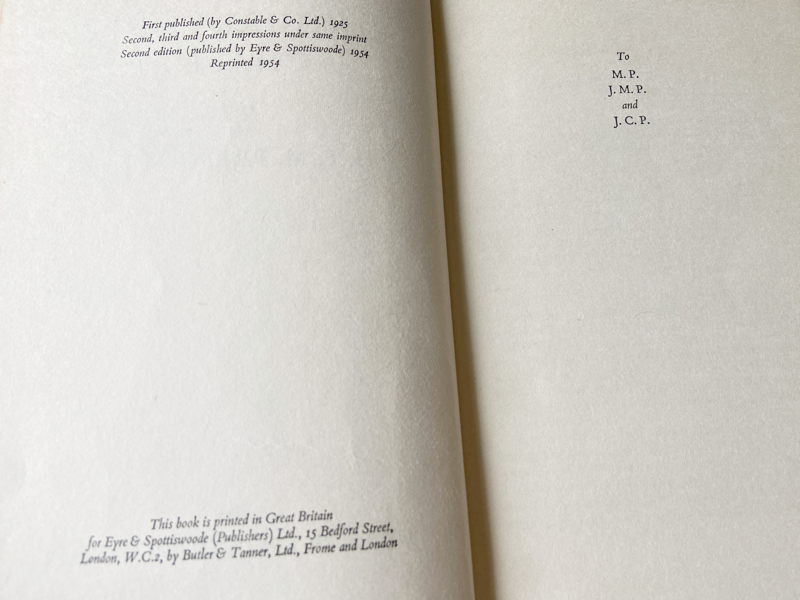 First published (by Constable & Co. Ltd.) 1925
Second, third and fourth impressions under same imprint
Second edition (published by Eyre & Spottiswoode) 1954
Reprinted 1954
This book is printed in Great Britain
for Eyre & Spottiswoode (Publishers) Ltd., 15 Bedford Street,
London, W.C.2, by Butler & Tanner, Ltd., Frome and London
To
M. P.
J. M. P.
and
J. C. P.